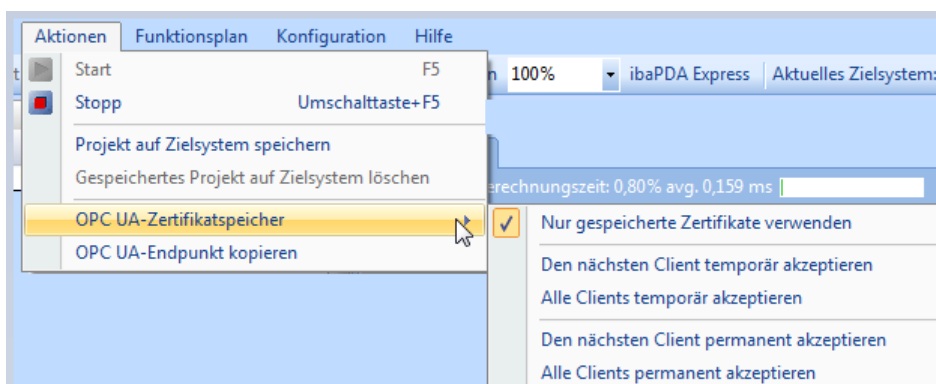 Aktionen Funktionsplan Konfiguration Hilfe
Start F5
100% ibaPDA Express Aktuelles Zielsystem:
Stopp Umschalttaste+F5
Projekt auf Zielsystem speichern
Gespeichertes Projekt auf Zielsystem löschen
erechnungszeit: 0,80% avg. 0,159 ms
OPC UA-Zertifikatspeicher
Nur gespeicherte Zertifikate verwenden
OPC UA-Endpunkt kopieren
Den nächsten Client temporär akzeptieren
Alle Clients temporär akzeptieren
Den nächsten Client permanent akzeptieren
Alle Clients permanent akzeptieren